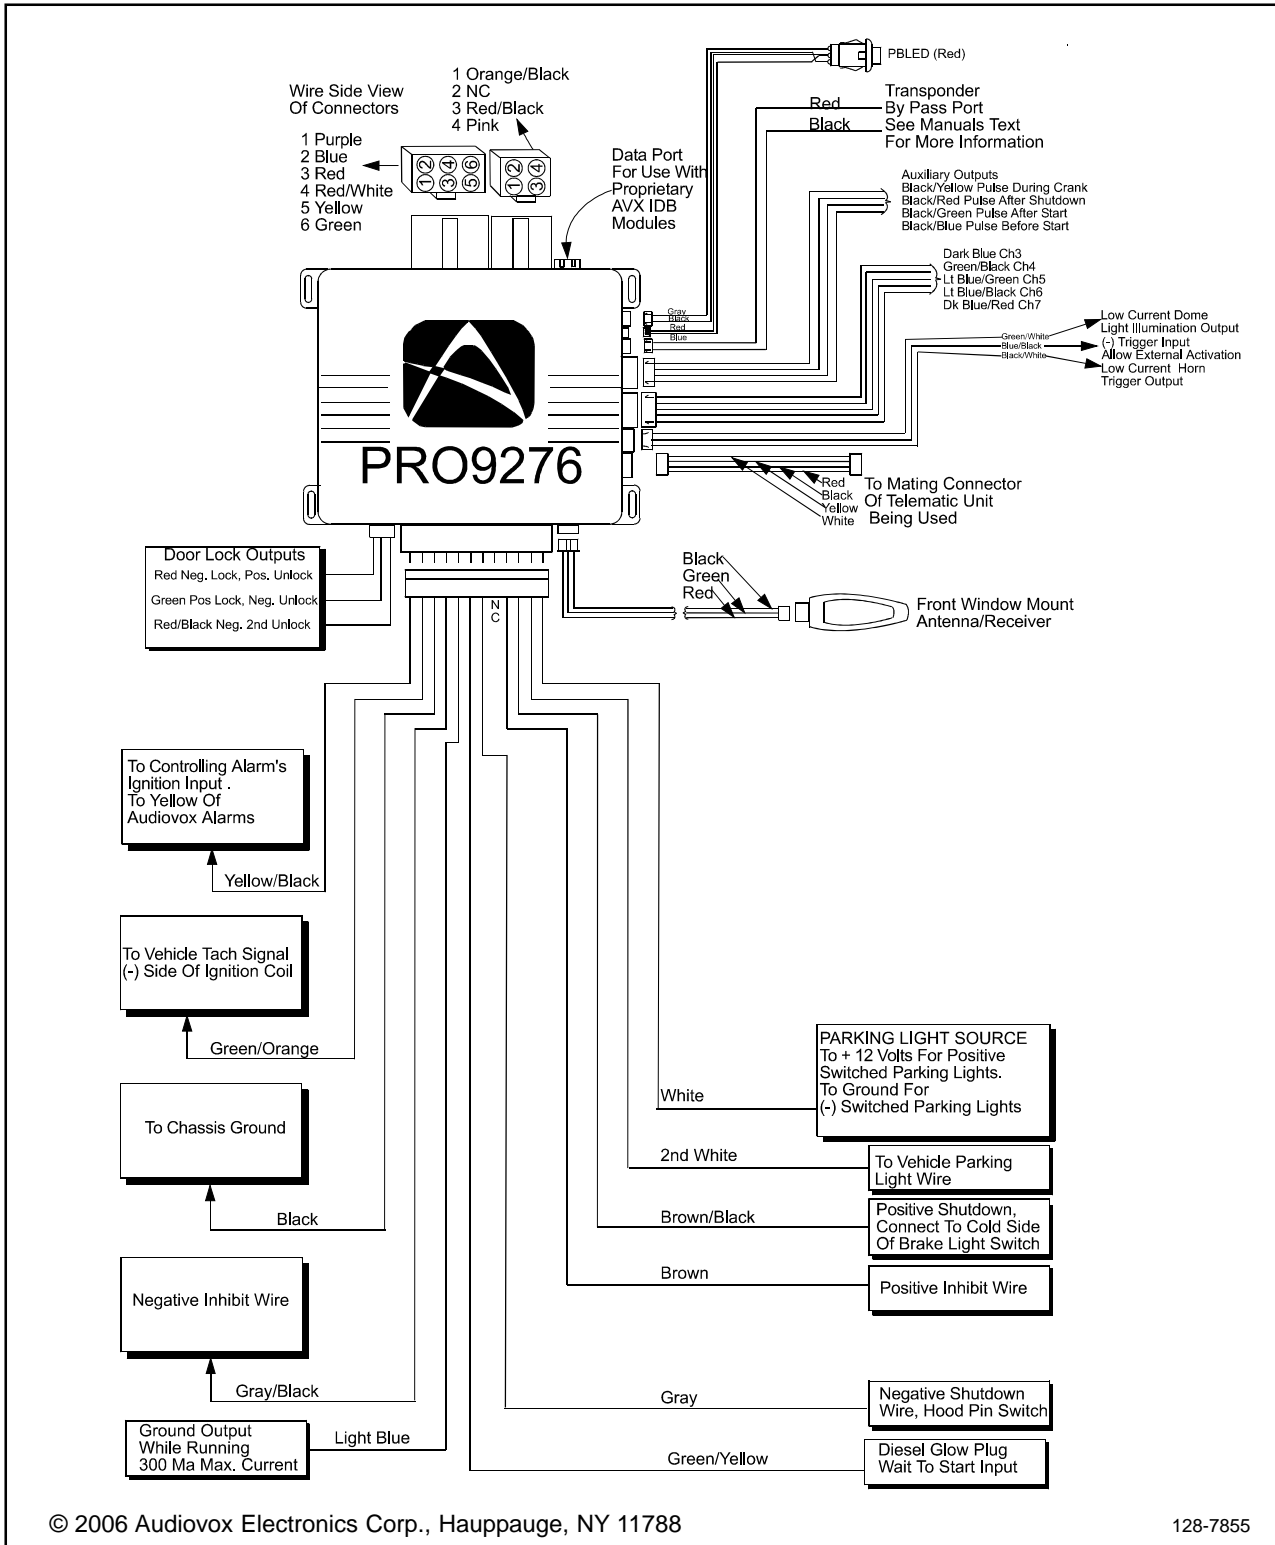 PBLED (Red)
1 Orange/Black
2 NC
3 Red/Black
4 Pink
Wire Side View
Of Connectors
1 Purple
2 Blue
3 Red
4 Red/White
5 Yellow
6 Green
1 2 3 4 5 6
1 2 3 4
Data Port
For Use With
Proprietary
AVX IDB
Modules
Red
Black
Transponder
By Pass Port
See Manuals Text
For More Information
Auxiliary Outputs
Black/Yellow Pulse During Crank
Black/Red Pulse After Shutdown
Black/Green Pulse After Start
Black/Blue Pulse Before Start
Dark Blue Ch3
Green/Black Ch4
Lt Blue/Green Ch5
Lt Blue/Black Ch6
Dk Blue/Red Ch7
Gray
Black
Red
Blue
Green/White
Blue/Black
Black/White
Low Current Dome
Light Illumination Output
(-) Trigger Input
Allow External Activation
Low Current Horn
Trigger Output
PRO9276
Red
Black
Yellow
White
To Mating Connector
Of Telematic Unit
Being Used
Door Lock Outputs
Red Neg. Lock, Pos. Unlock
Green Pos Lock, Neg. Unlock
Red/Black Neg. 2nd Unlock
N
C
Black
Green
Red
Front Window Mount
Antenna/Receiver
To Controlling Alarm's
Ignition Input .
To Yellow Of
Audiovox Alarms
Yellow/Black
To Vehicle Tach Signal
(-) Side Of Ignition Coil
Green/Orange
To Chassis Ground
Black
Negative Inhibit Wire
Gray/Black
Ground Output
While Running
300 Ma Max. Current
Light Blue
White
PARKING LIGHT SOURCE
To + 12 Volts For Positive
Switched Parking Lights.
To Ground For
(-) Switched Parking Lights
2nd White
To Vehicle Parking
Light Wire
Brown/Black
Positive Shutdown,
Connect To Cold Side
Of Brake Light Switch
Brown
Positive Inhibit Wire
Gray
Negative Shutdown
Wire, Hood Pin Switch
Green/Yellow
Diesel Glow Plug
Wait To Start Input
© 2006 Audiovox Electronics Corp., Hauppauge, NY 11788
128-7855